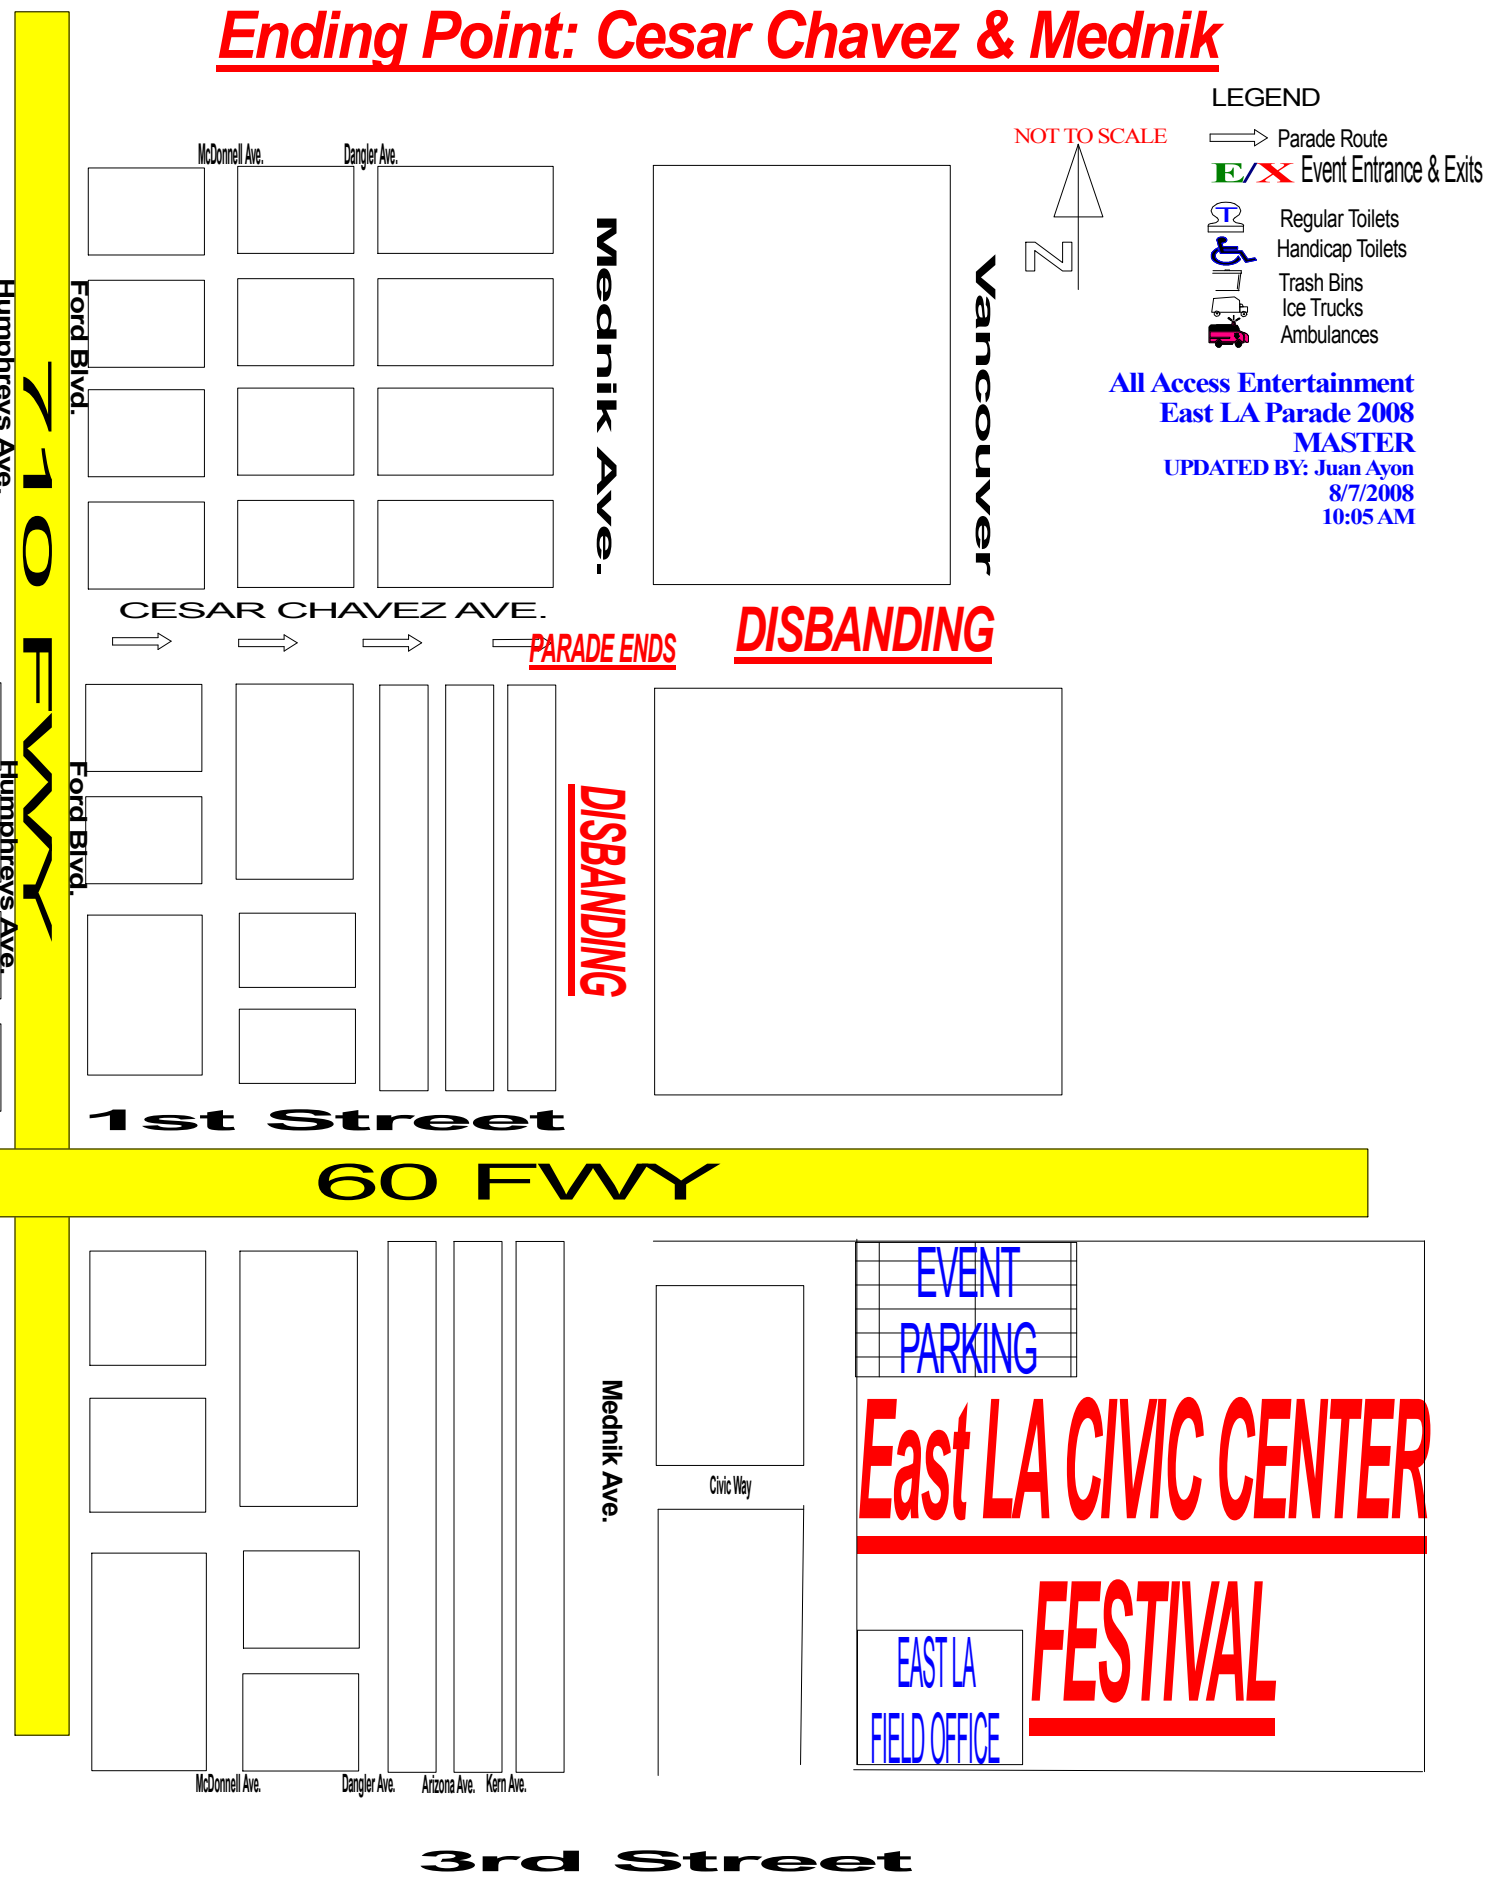 Ending Point: Cesar Chavez & Mednik
LEGEND
NOT TO SCALE
Parade Route
E/X Event Entrance & Exits
T
Regular Toilets
Handicap Toilets
Trash Bins
Ice Trucks
Ambulances
N
All Access Entertainment
East LA Parade 2008
MASTER
UPDATED BY: Juan Ayon
8/7/2008
10:05 AM
McDonnell Ave.
Dangler Ave.
Mednik Ave.
Vancouver
Humphreys Ave.
Ford Blvd.
710 FWY
CESAR CHAVEZ AVE.
PARADE ENDS
DISBANDING
Humphreys Ave.
Ford Blvd.
DISBANDING
1st Street
60 FWY
EVENT
PARKING
Mednik Ave.
Civic Way
East LA CIVIC CENTER
FESTIVAL
EAST LA
FIELD OFFICE
McDonnell Ave.
Dangler Ave.
Arizona Ave.
Kern Ave.
3rd Street